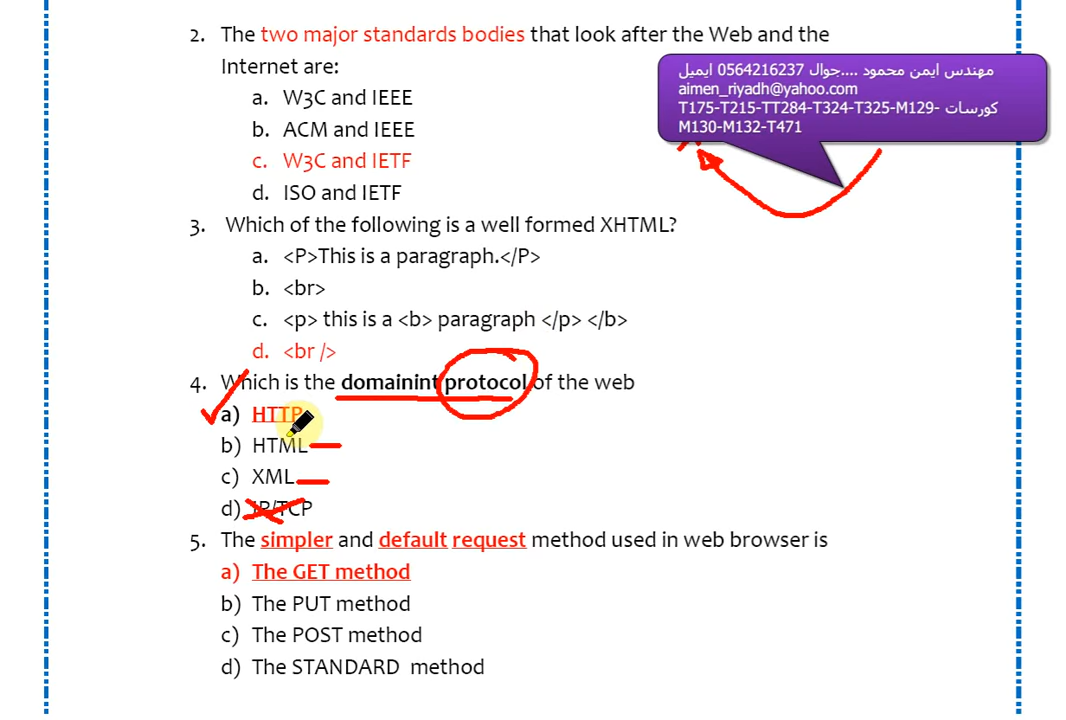 2. The two major standards bodies that look after the Web and the
Internet are:
a. W3C and IEEE
b. ACM and IEEE
c. W3C and IETF
d. ISO and IETF
مهندس ايمن محمود ....جوال 0564216237 ايميل
aimen_riyadh@yahoo.com
T175-T215-TT284-T324-T325-M129- كورسات
M130-M132-T471
3. Which of the following is a well formed XHTML?
a. <P>This is a paragraph.</P>
b. <br>
c. <p> this is a <b> paragraph </p> </b>
d. <br />
4. Which is the domainint protocol of the web
a) HTTP
b) HTML
c) XML
d) IP/TCP
5. The simpler and default request method used in web browser is
a) The GET method
b) The PUT method
c) The POST method
d) The STANDARD method